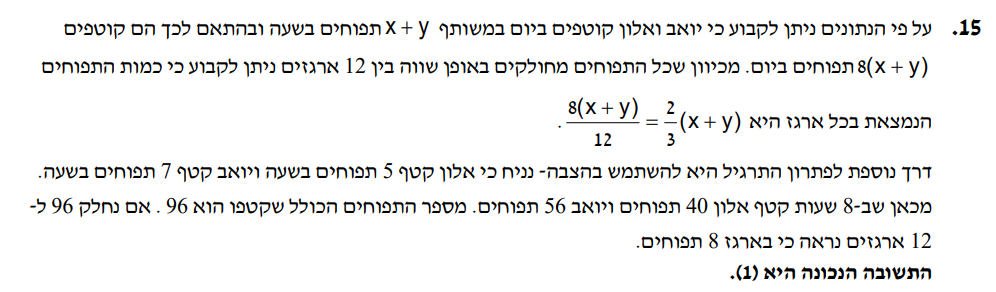 15. על פי הנתונים ניתן לקבוע כי יואב ואלון קוטפים ביום במשותף x + y תפוחים בשעה ובהתאם לכך הם קוטפים
8(x + y) תפוחים ביום. מכיוון שכל התפוחים מחולקים באופן שווה בין 12 ארגזים ניתן לקבוע כי כמות התפוחים
הנמצאת בכל ארגז היא 8(x + y)/12 = 2/3 (x + y) .
דרך נוספת לפתרון התרגיל היא להשתמש בהצבה- נניח כי אלון קטף 5 תפוחים בשעה ויואב קטף 7 תפוחים בשעה.
מכאן שב-8 שעות קטף אלון 40 תפוחים ויואב 56 תפוחים. מספר התפוחים הכולל שקטפו הוא 96 . אם נחלק 96 ל-
12 ארגזים נראה כי בארגז 8 תפוחים.
התשובה הנכונה היא (1).